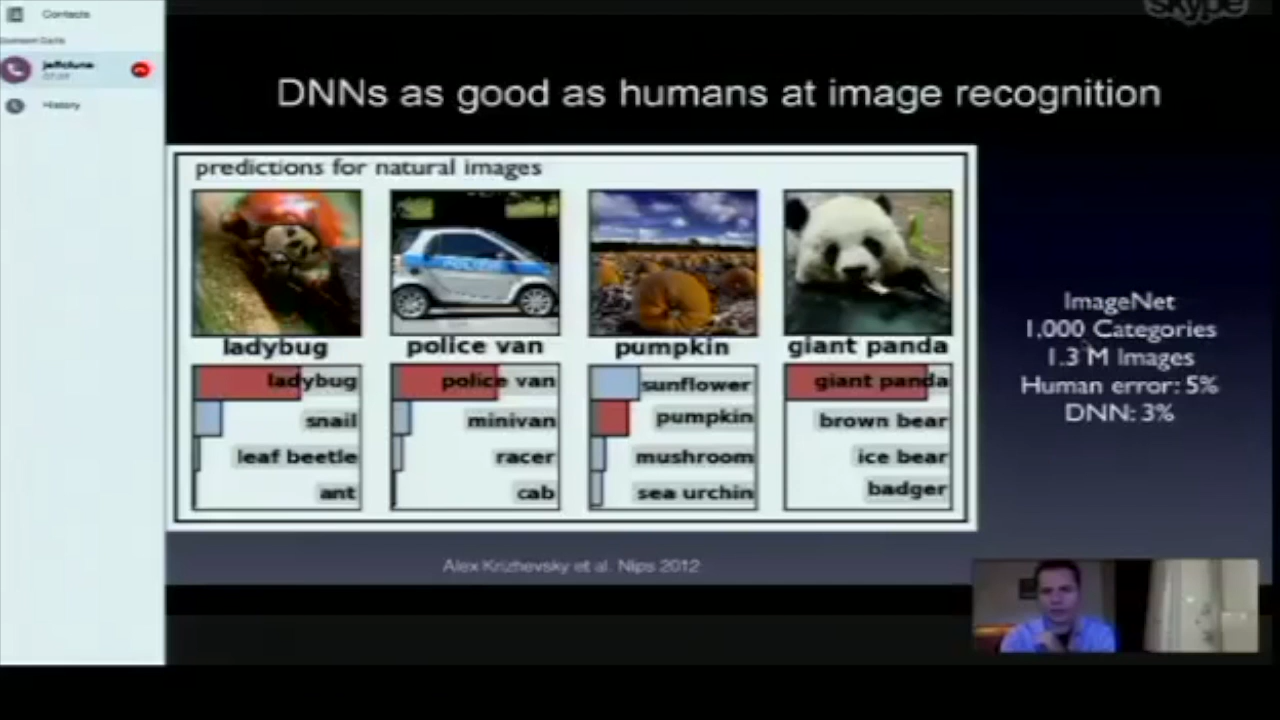 skype
Contacts
jeffclune
History
DNNs as good as humans at image recognition
predictions for natural images
ladybug
police van
pumpkin
giant panda
ladybug
snail
leaf beetle
ant
police van
minivan
racer
cab
sunflower
pumpkin
mushroom
sea urchin
giant panda
brown bear
ice bear
badger
ImageNet
1,000 Categories
1.3 M Images
Human error: 5%
DNN: 3%
Alex Krizhevsky et al. Nips 2012